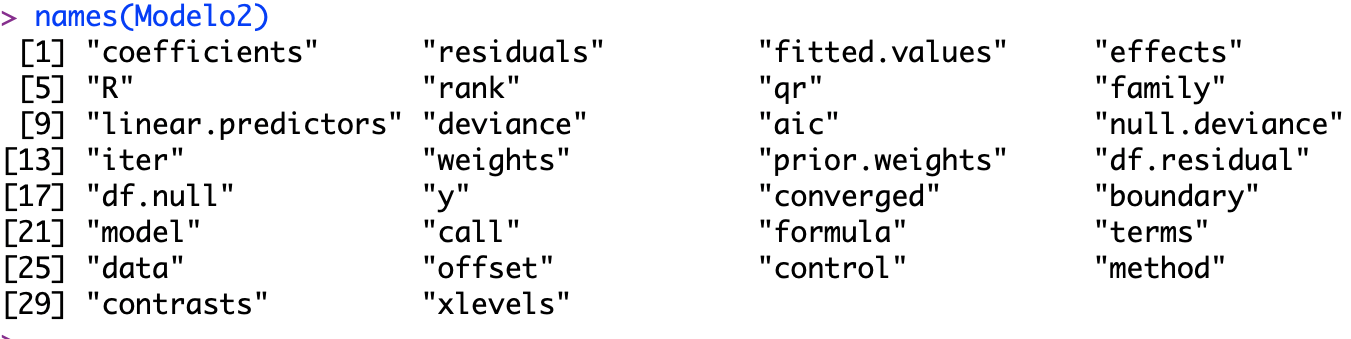 > names(Modelo2)
 [1] "coefficients"      "residuals"         "fitted.values"     "effects"
 [5] "R"                 "rank"              "qr"                "family"
 [9] "linear.predictors" "deviance"          "aic"               "null.deviance"
[13] "iter"              "weights"           "prior.weights"     "df.residual"
[17] "df.null"           "y"                 "converged"         "boundary"
[21] "model"             "call"              "formula"           "terms"
[25] "data"              "offset"            "control"           "method"
[29] "contrasts"         "xlevels"
>